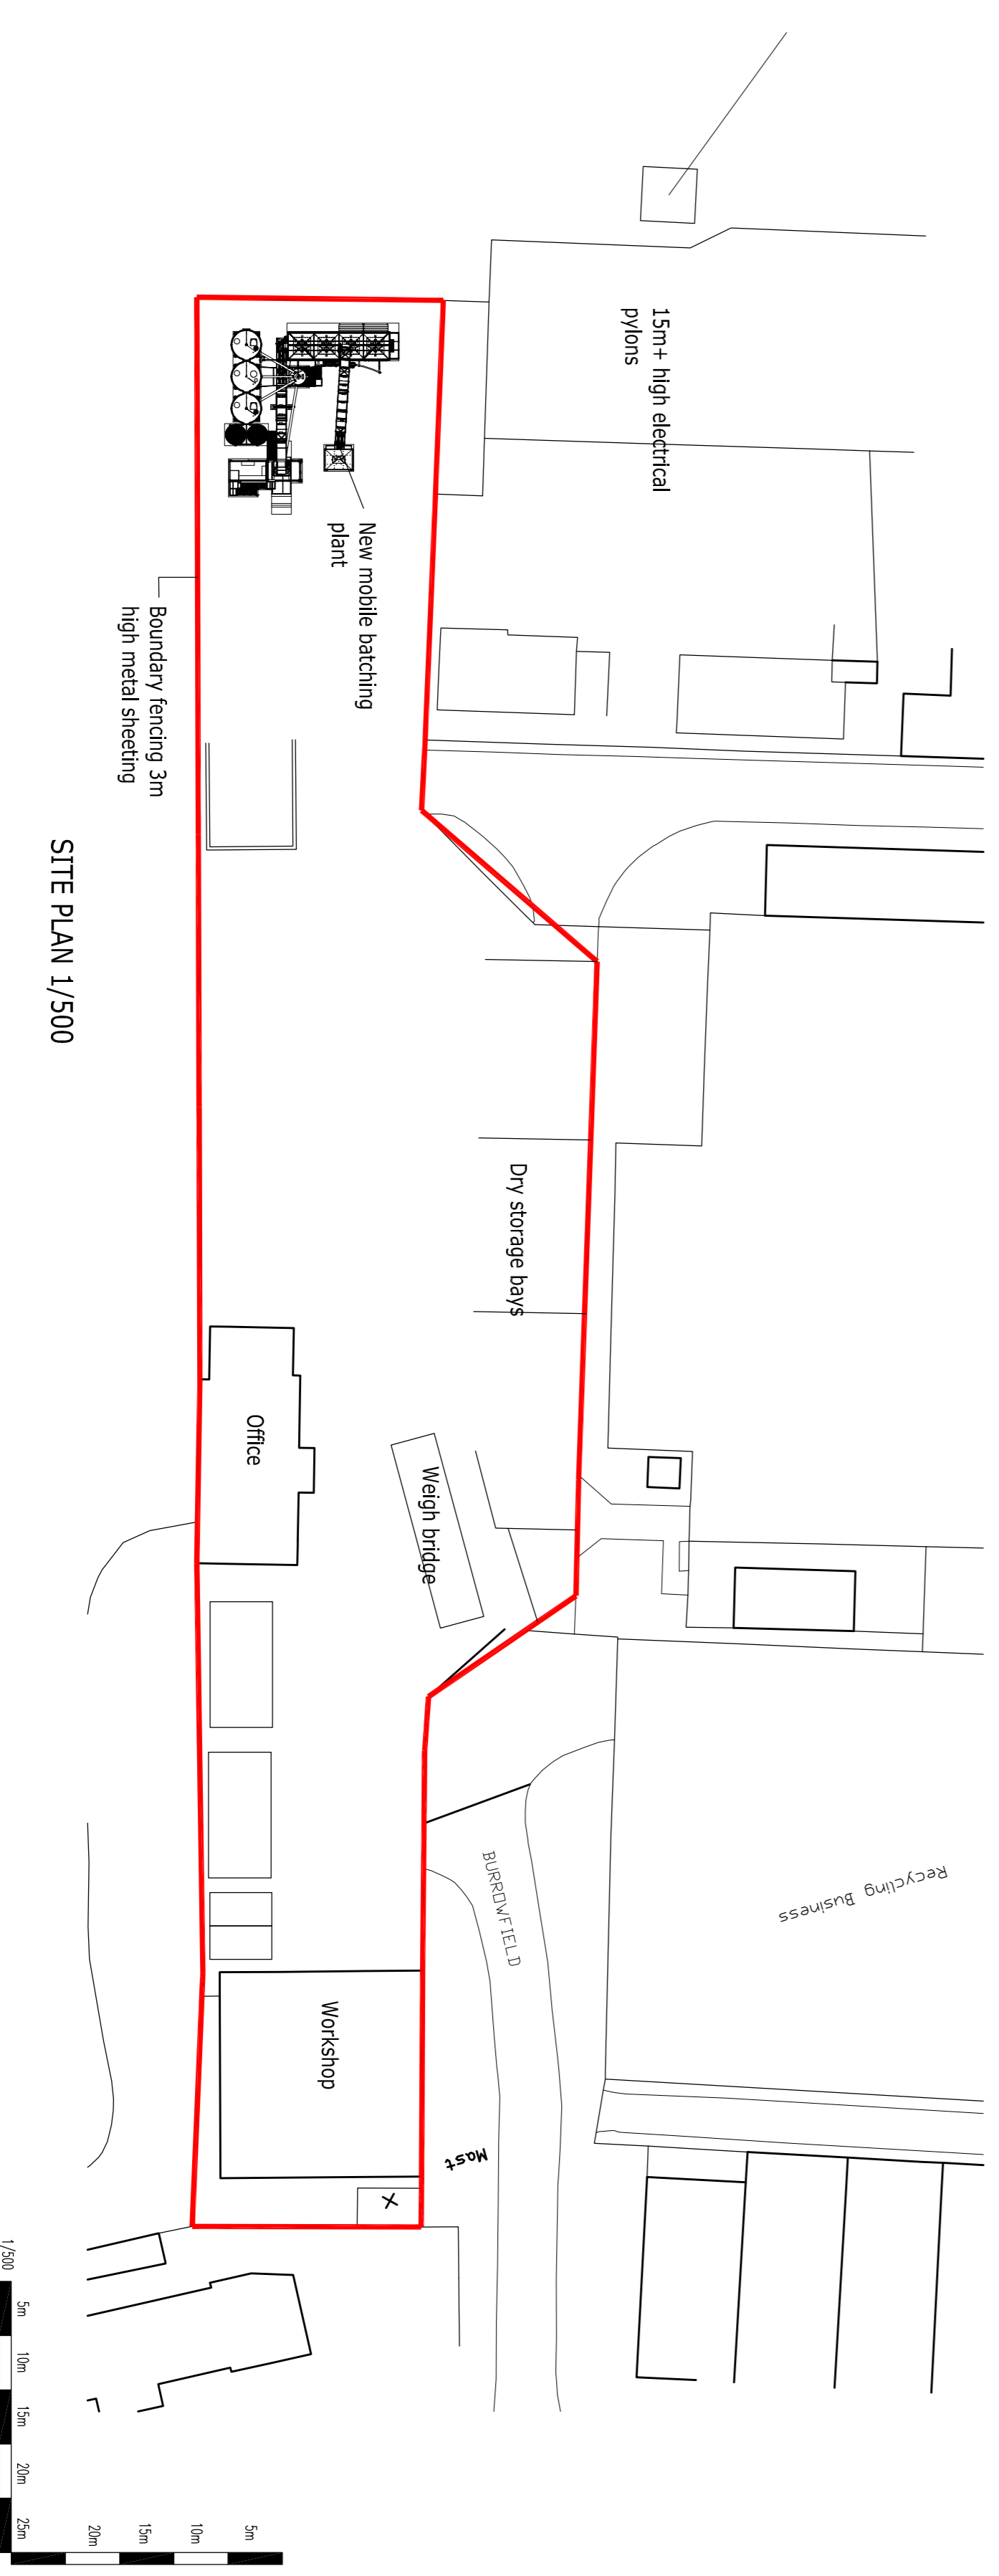 15m+ high electrical
pylons
New mobile batching
plant
Boundary fencing 3m
high metal sheeting
SITE PLAN 1/500
Dry storage bays
Office
Weigh bridge
BURROWFIELD
Recycling Business
Workshop
Mast
X
1/500
5m
10m
15m
20m
25m
20m
15m
10m
5m